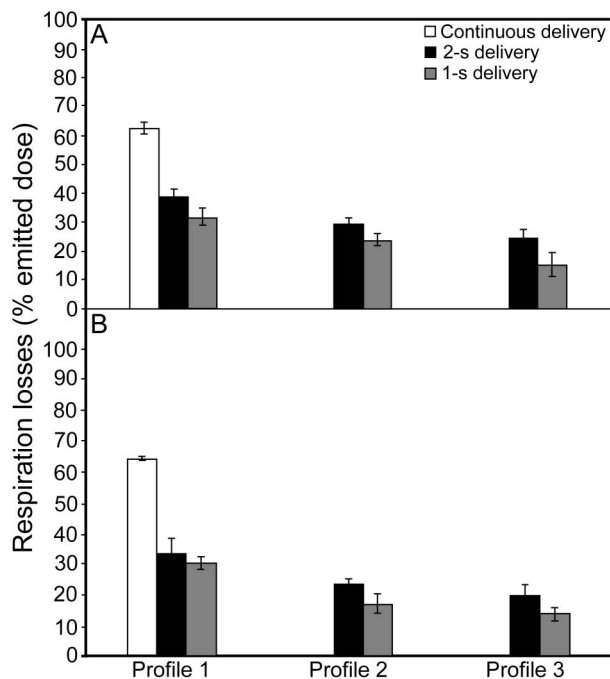 Respiration losses (% emitted dose)
A
Continuous delivery
2-s delivery
1-s delivery
100
90
80
70
60
50
40
30
20
10
0
B
100
90
80
70
60
50
40
30
20
10
0
Profile 1
Profile 2
Profile 3